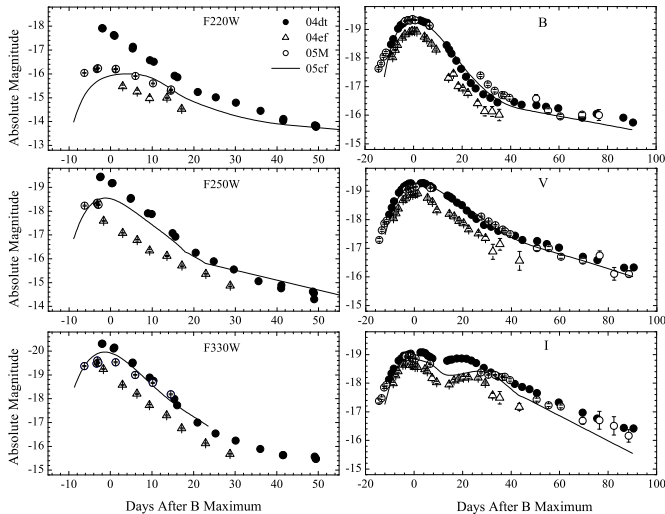 F220W
04dt
04ef
05M
05cf
B
Absolute Magnitude
-18
-17
-16
-15
-14
-13
-10 0 10 20 30 40 50
-19
-18
-17
-16
-15
-20 0 20 40 60 80 100
F250W
V
Absolute Magnitude
-19
-18
-17
-16
-15
-14
-10 0 10 20 30 40 50
-19
-18
-17
-16
-15
-20 0 20 40 60 80 100
F330W
I
Absolute Magnitude
-20
-19
-18
-17
-16
-15
-10 0 10 20 30 40 50
-19
-18
-17
-16
-15
-20 0 20 40 60 80 100
Days After B Maximum
Days After B Maximum